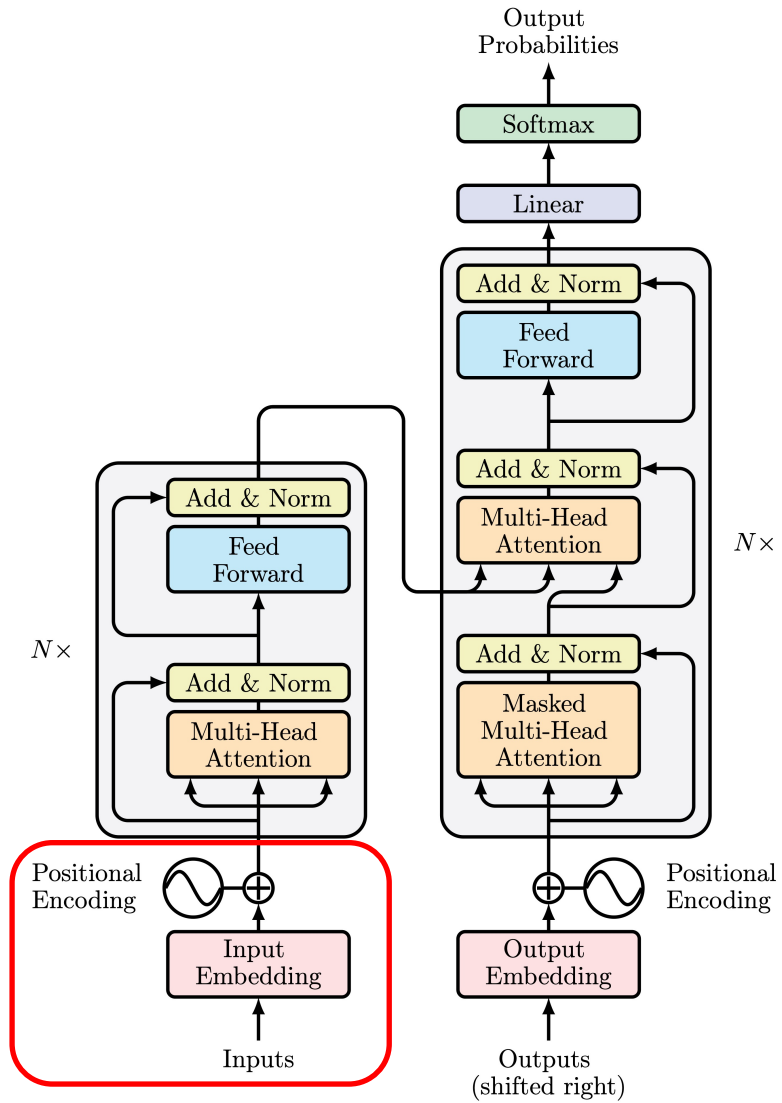 Output
Probabilities
Softmax
Linear
Add & Norm
Feed
Forward
Add & Norm
Multi-Head
Attention
N×
Add & Norm
Masked
Multi-Head
Attention
Add & Norm
Feed
Forward
N×
Add & Norm
Multi-Head
Attention
Positional
Encoding
Input
Embedding
Inputs
Positional
Encoding
Output
Embedding
Outputs
(shifted right)